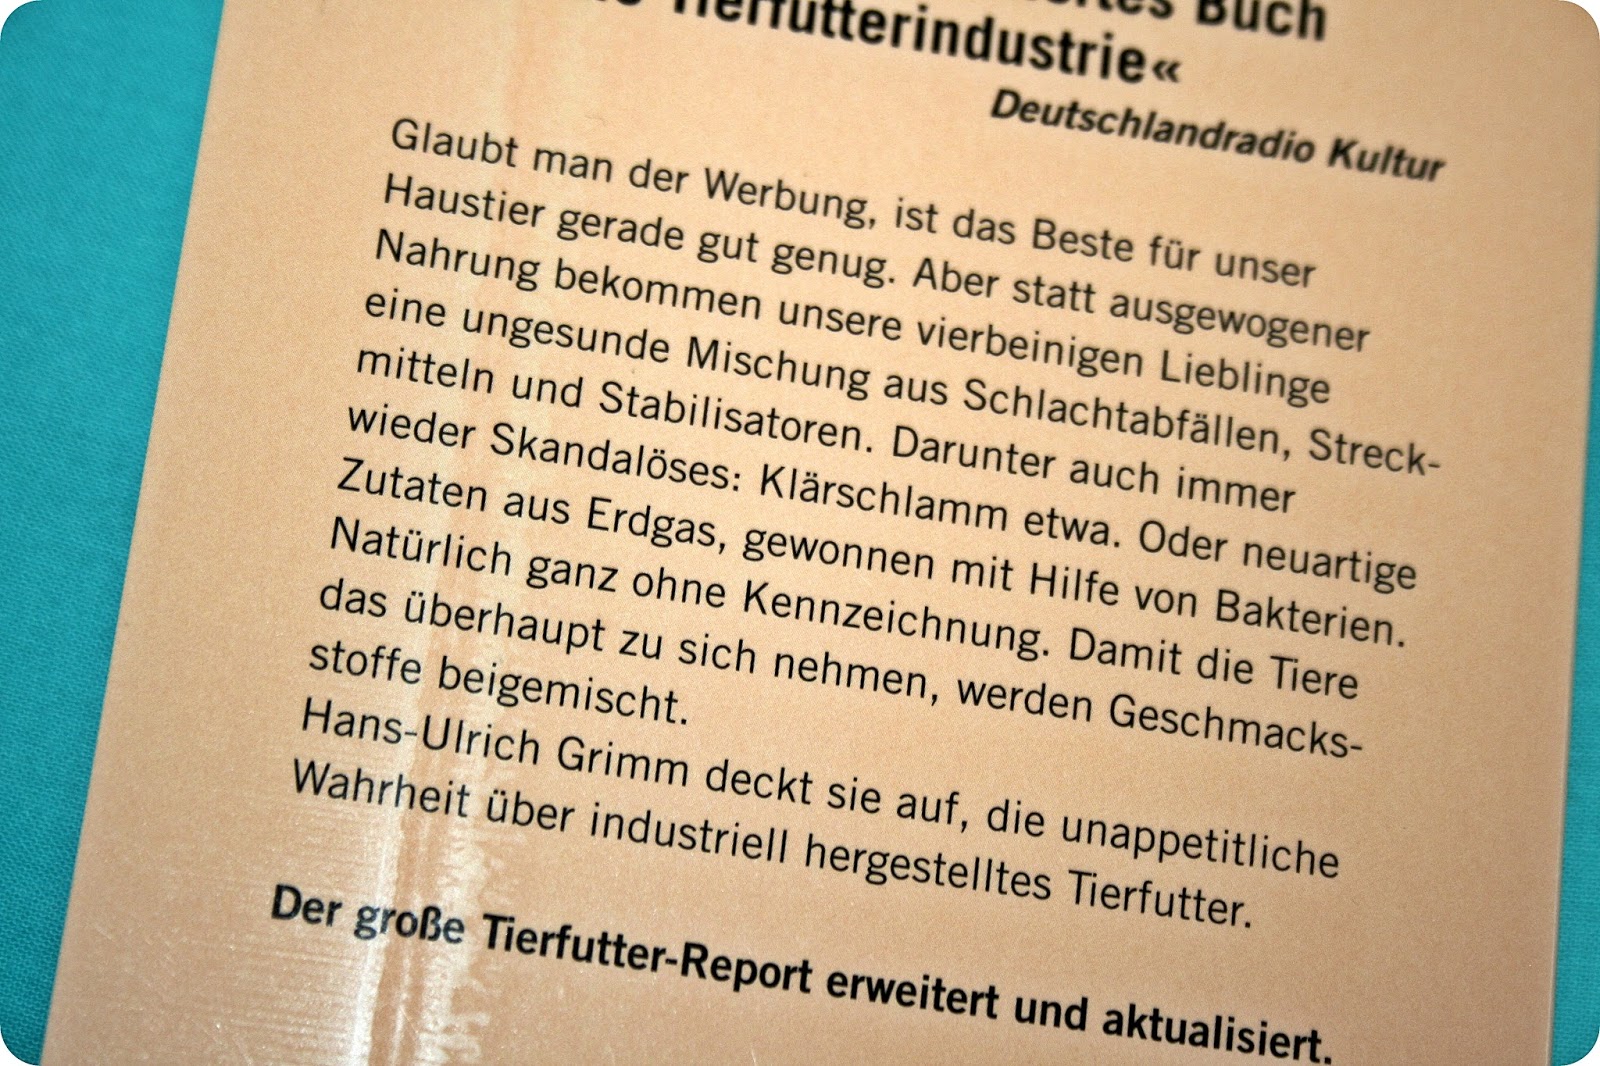 Buch
Tierfutterindustrie«
Deutschlandradio Kultur
Glaubt man der Werbung, ist das Beste für unser
Haustier gerade gut genug. Aber statt ausgewogener
Nahrung bekommen unsere vierbeinigen Lieblinge
eine ungesunde Mischung aus Schlachtabfällen, Streck-
mitteln und Stabilisatoren. Darunter auch immer
wieder Skandalöses: Klärschlamm etwa. Oder neuartige
Zutaten aus Erdgas, gewonnen mit Hilfe von Bakterien.
Natürlich ganz ohne Kennzeichnung. Damit die Tiere
das überhaupt zu sich nehmen, werden Geschmacks-
stoffe beigemischt.
Hans-Ulrich Grimm deckt sie auf, die unappetitliche
Wahrheit über industriell hergestelltes Tierfutter.
Der große Tierfutter-Report erweitert und aktualisiert.